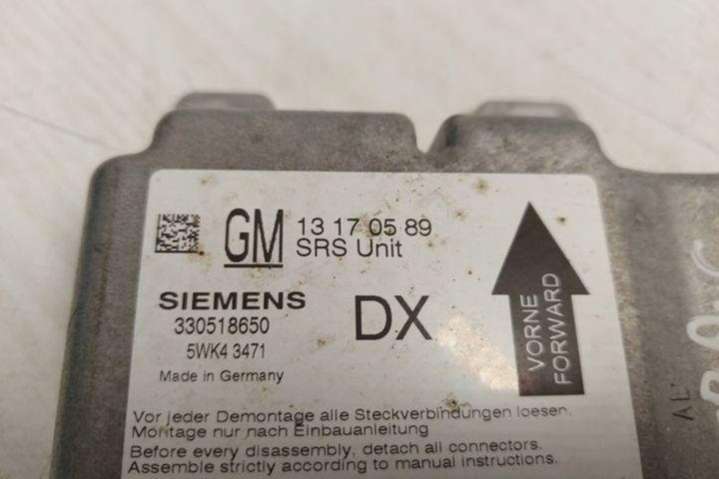 GM 13 17 05 89
SRS Unit
SIEMENS
330518650
DX
5WK4 3471
Made in Germany
VORNE
FORWARD
Vor jeder Demontage alle Steckverbindungen loesen.
Montage nur nach Einbauanleitung
Before every disassembly, detach all connectors.
Assemble strictly according to manual instructions.